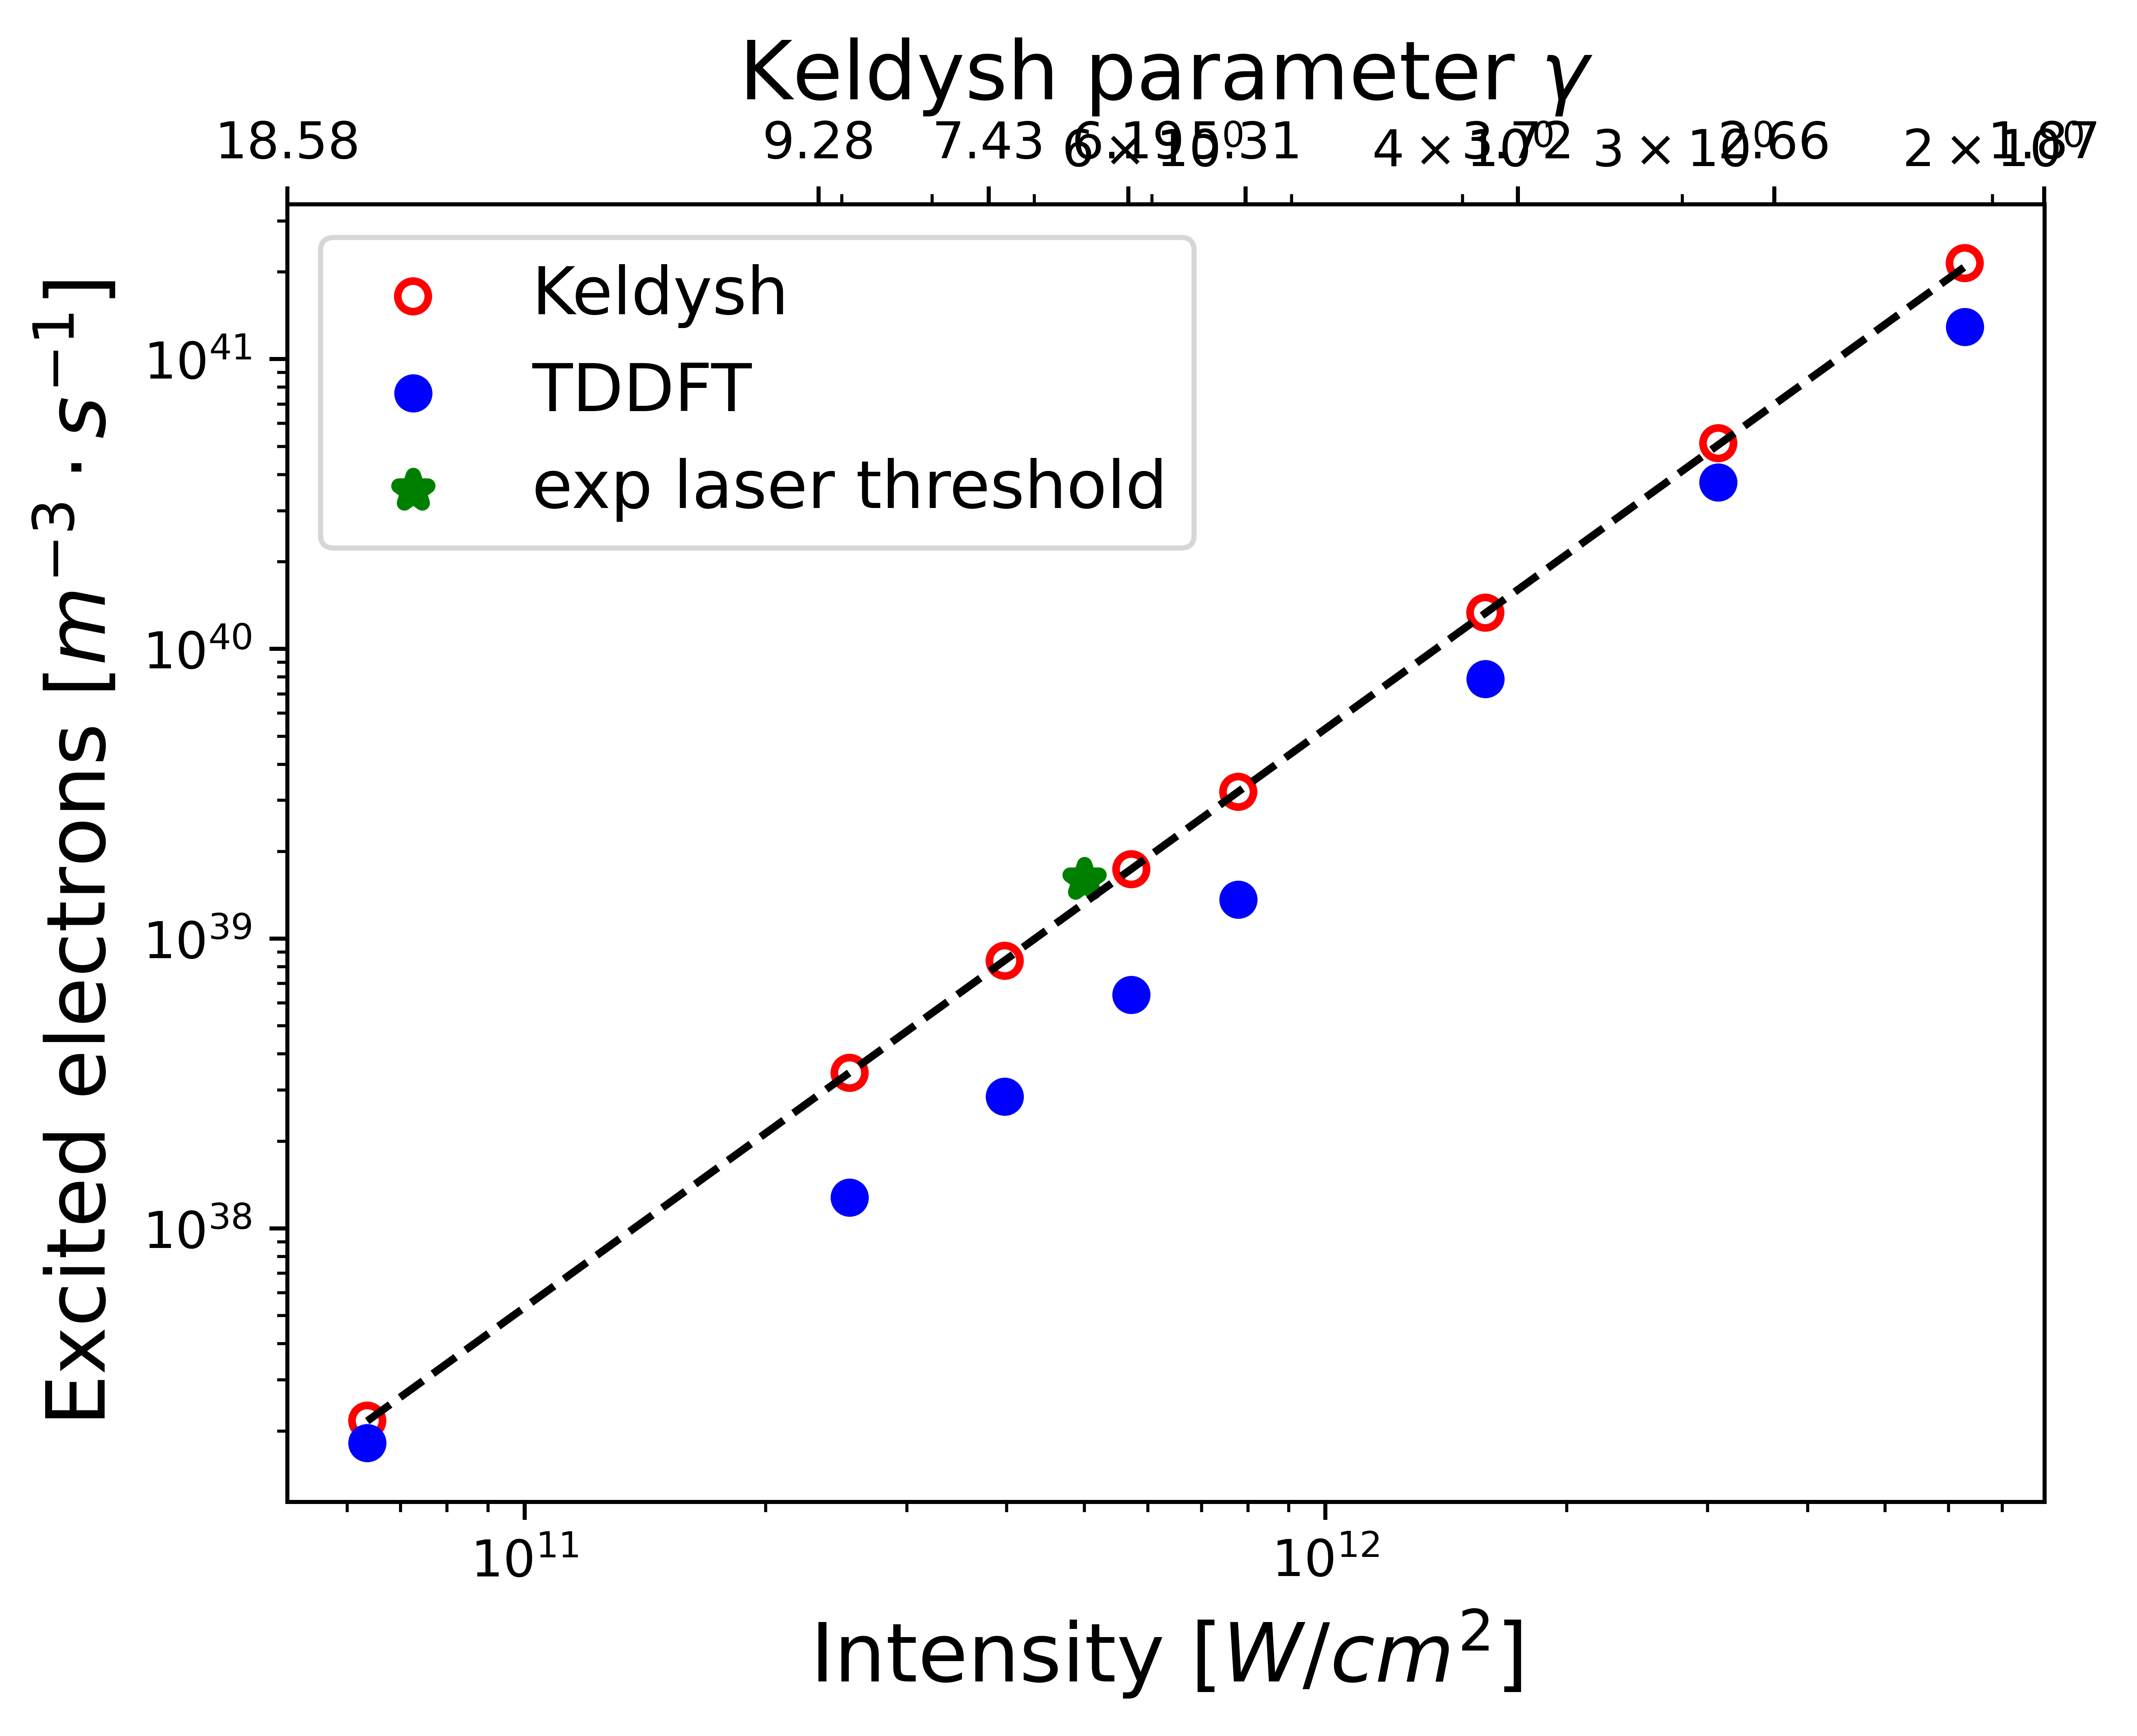 Keldysh parameter γ
18.58 9.28 7.43 6.19 6 × 10⁰ 5.31 4 × 10⁰ 3.72 3 × 10⁰ 2.66 2 × 10⁰ 1.87
Keldysh
TDDFT
exp laser threshold
Excited electrons [m⁻³ · s⁻¹]
10⁴¹
10⁴⁰
10³⁹
10³⁸
10¹¹ 10¹²
Intensity [W/cm²]